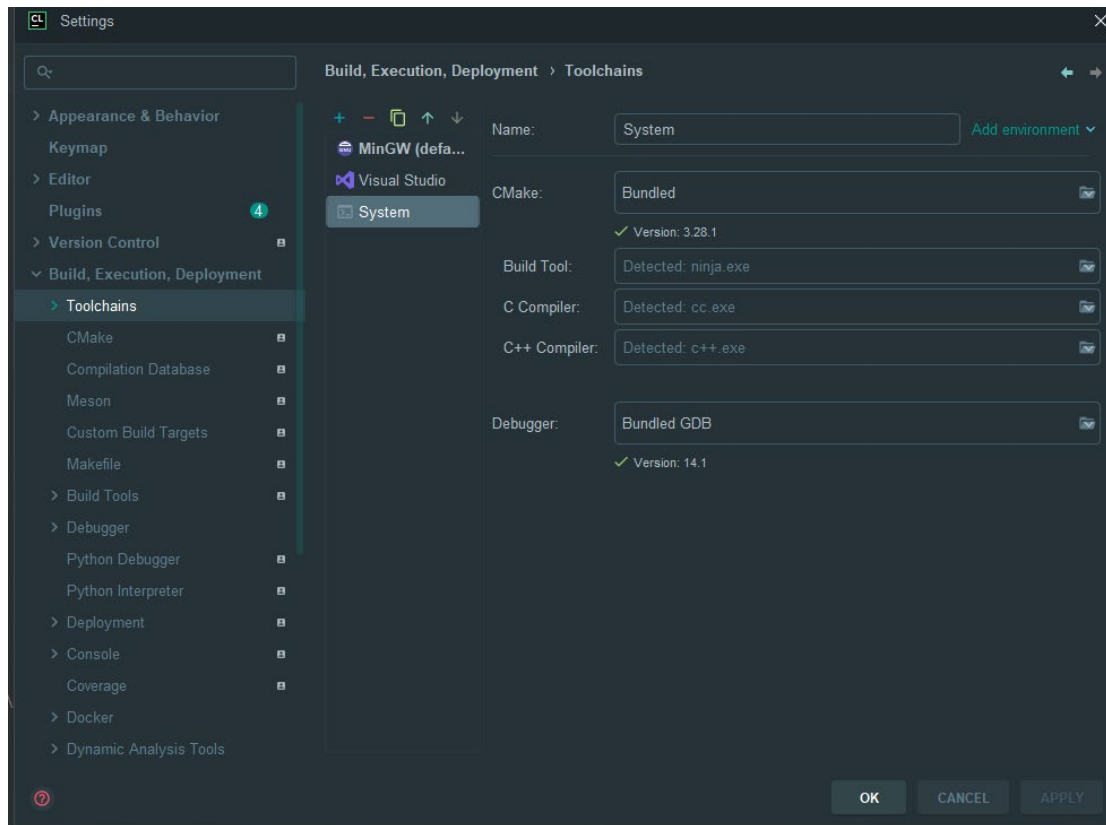 CL Settings
Build, Execution, Deployment › Toolchains
Appearance & Behavior
Keymap
Editor
Plugins 4
Version Control
Build, Execution, Deployment
Toolchains
CMake
Compilation Database
Meson
Custom Build Targets
Makefile
Build Tools
Debugger
Python Debugger
Python Interpreter
Deployment
Console
Coverage
Docker
Dynamic Analysis Tools
MinGW (defa...
Visual Studio
System
Name: System Add environment
CMake: Bundled
Version: 3.28.1
Build Tool: Detected: ninja.exe
C Compiler: Detected: cc.exe
C++ Compiler: Detected: c++.exe
Debugger: Bundled GDB
Version: 14.1
? OK CANCEL APPLY